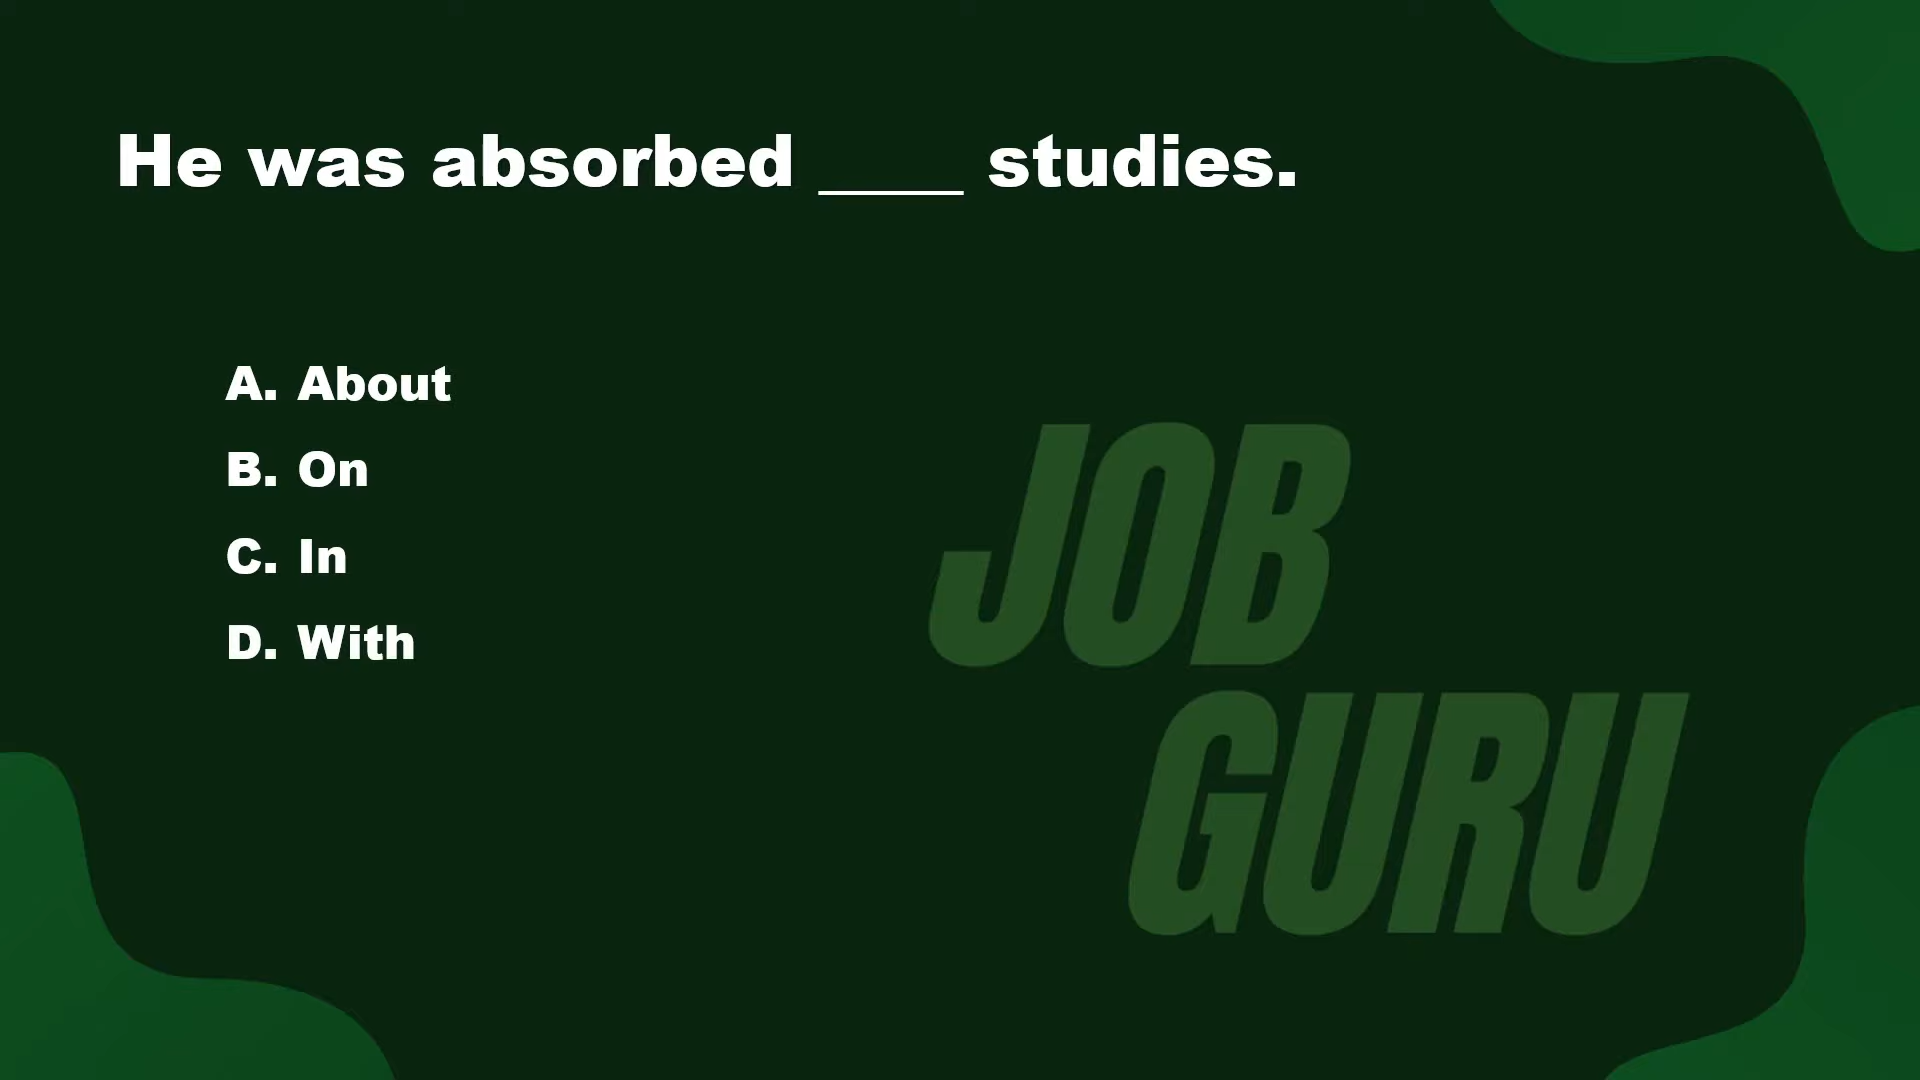 He was absorbed ____ studies.
A. About
B. On
C. In
D. With
JOB
GURU